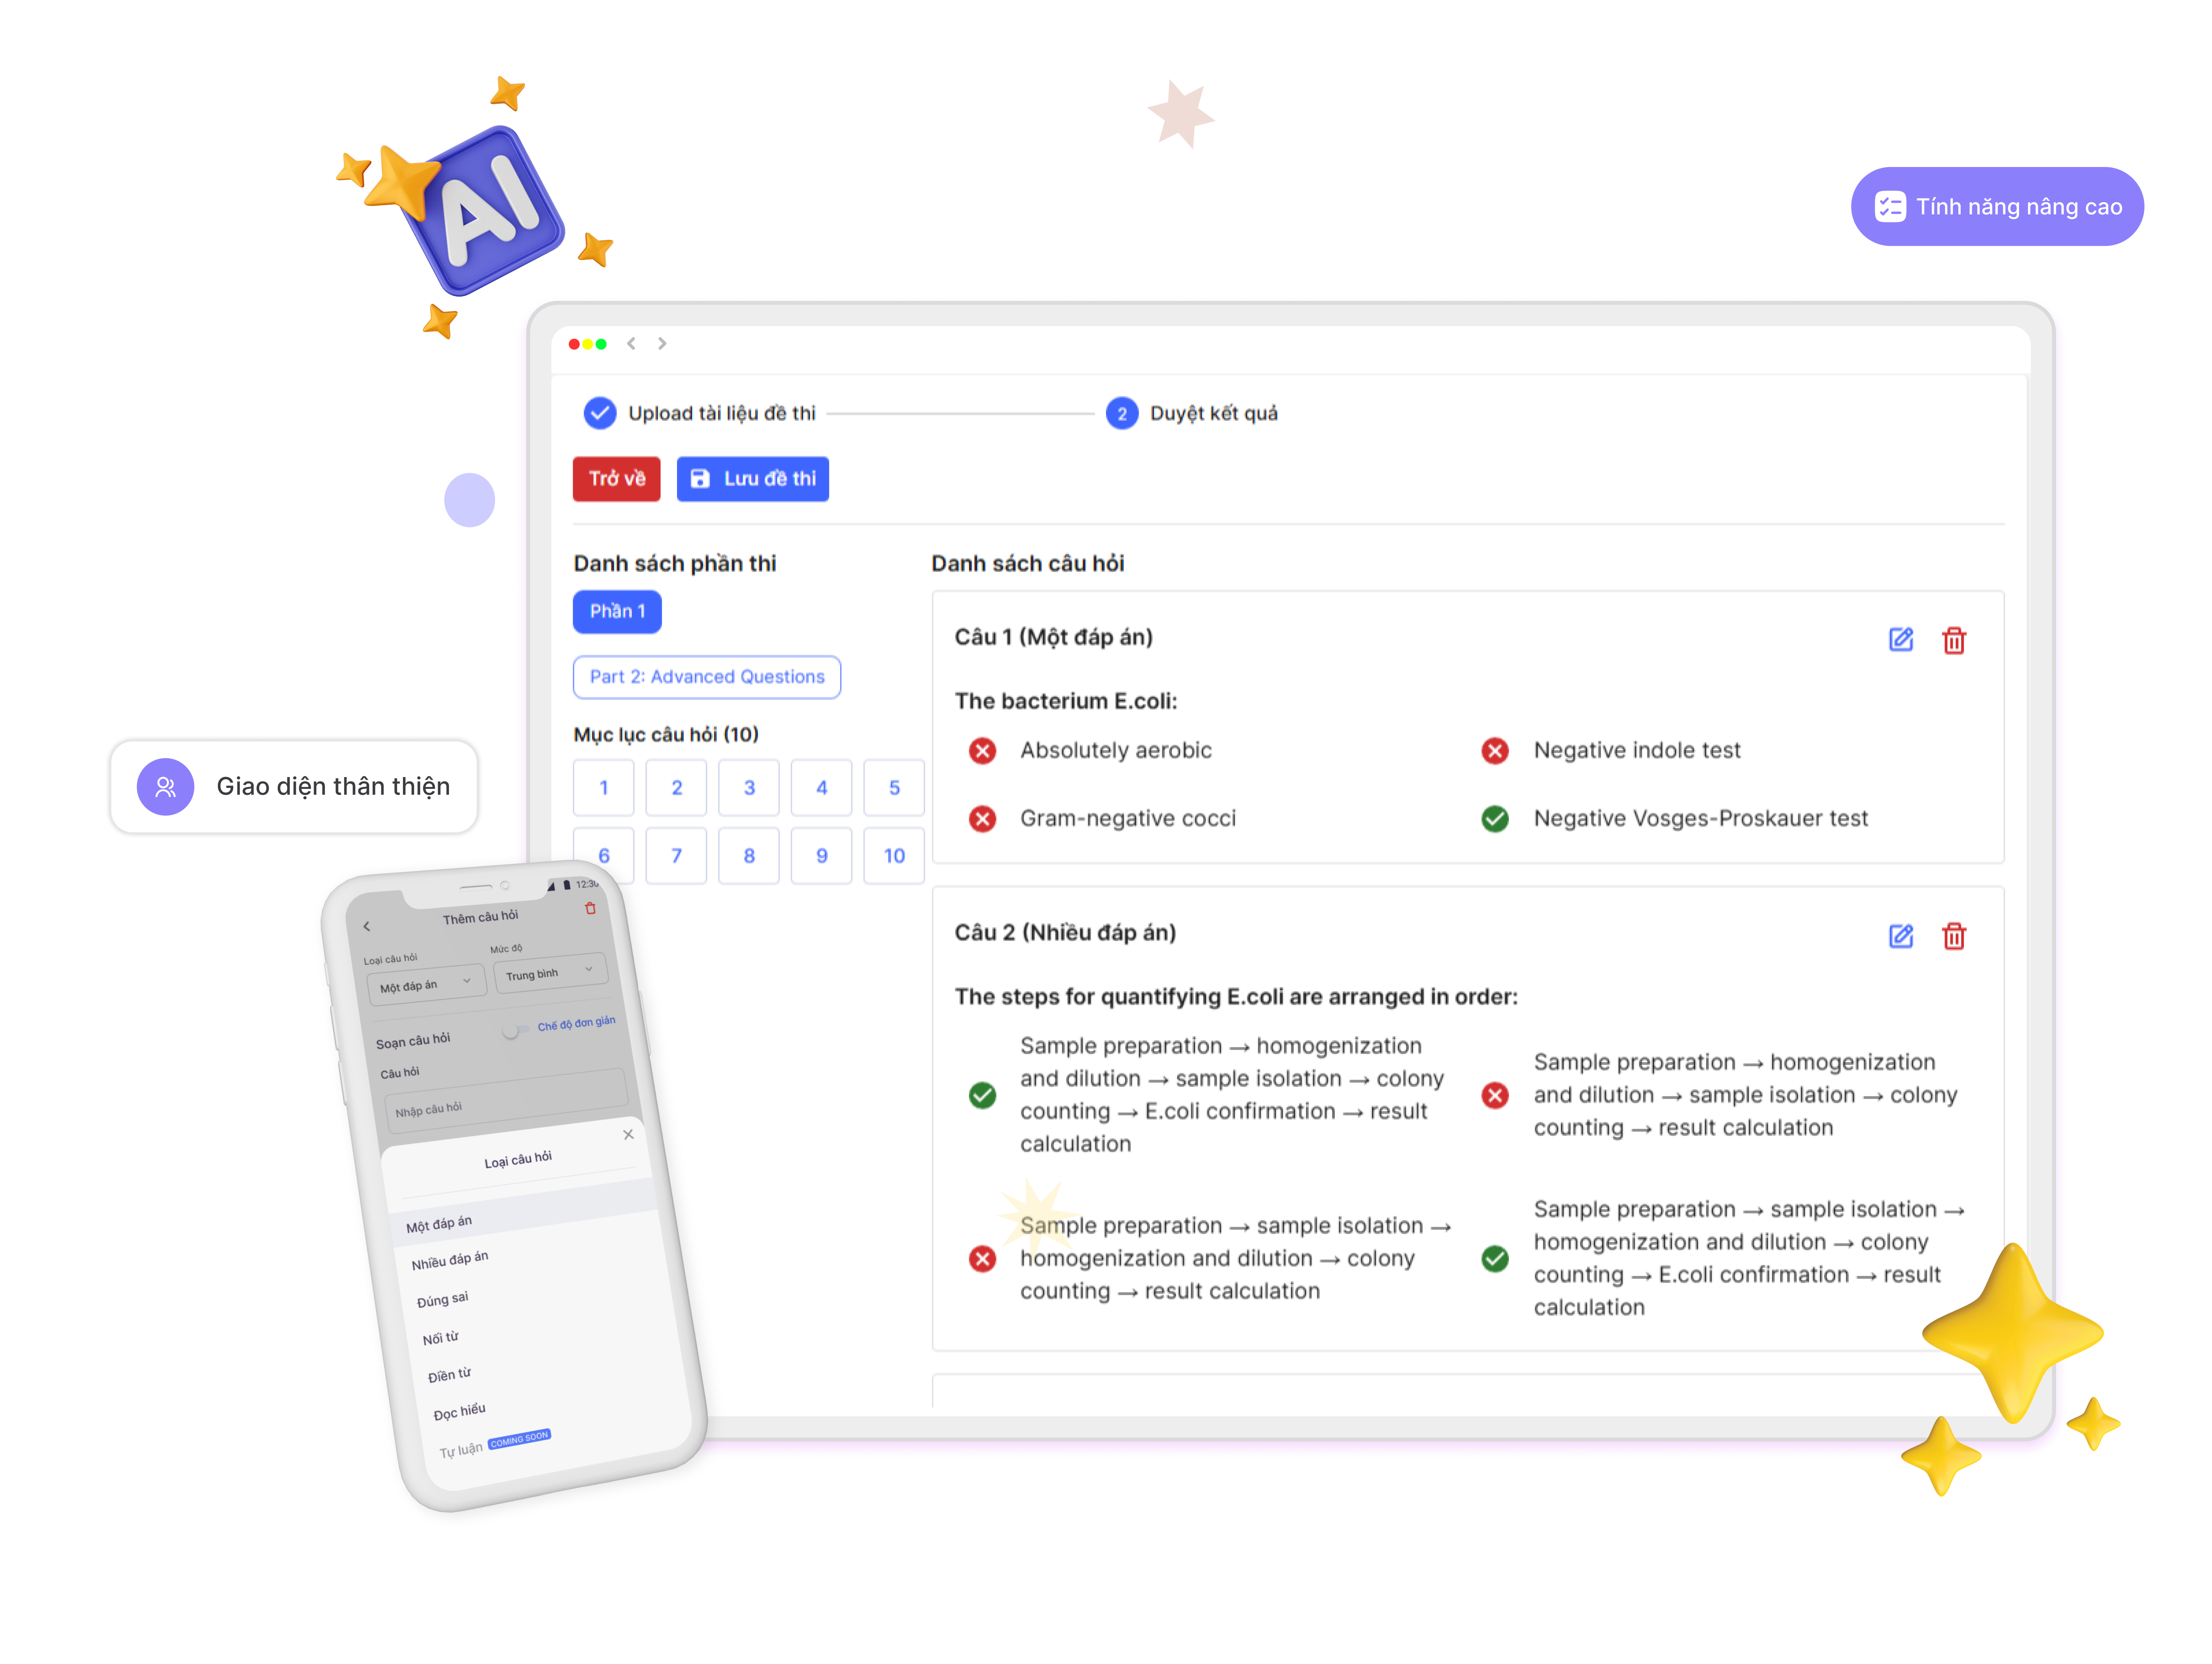 AI
Tính năng nâng cao
Upload tài liệu đề thi
2
Duyệt kết quả
Trở về
Lưu đề thi
Danh sách phần thi
Phần 1
Part 2: Advanced Questions
Mục lục câu hỏi (10)
1 2 3 4 5
6 7 8 9 10
Danh sách câu hỏi
Câu 1 (Một đáp án)
The bacterium E.coli:
Absolutely aerobic
Negative indole test
Gram-negative cocci
Negative Vosges-Proskauer test
Câu 2 (Nhiều đáp án)
The steps for quantifying E.coli are arranged in order:
Sample preparation → homogenization
and dilution → sample isolation → colony
counting → E.coli confirmation → result
calculation
Sample preparation → homogenization
and dilution → sample isolation → colony
counting → result calculation
Sample preparation → sample isolation →
homogenization and dilution → colony
counting → result calculation
Sample preparation → sample isolation →
homogenization and dilution → colony
counting → E.coli confirmation → result
calculation
Giao diện thân thiện
12:30
Thêm câu hỏi
Loại câu hỏi
Mức độ
Một đáp án
Trung bình
Soạn câu hỏi
Chế độ đơn giản
Câu hỏi
Nhập câu hỏi
Loại câu hỏi
Một đáp án
Nhiều đáp án
Đúng sai
Nối từ
Điền từ
Đọc hiểu
Tự luận COMING SOON